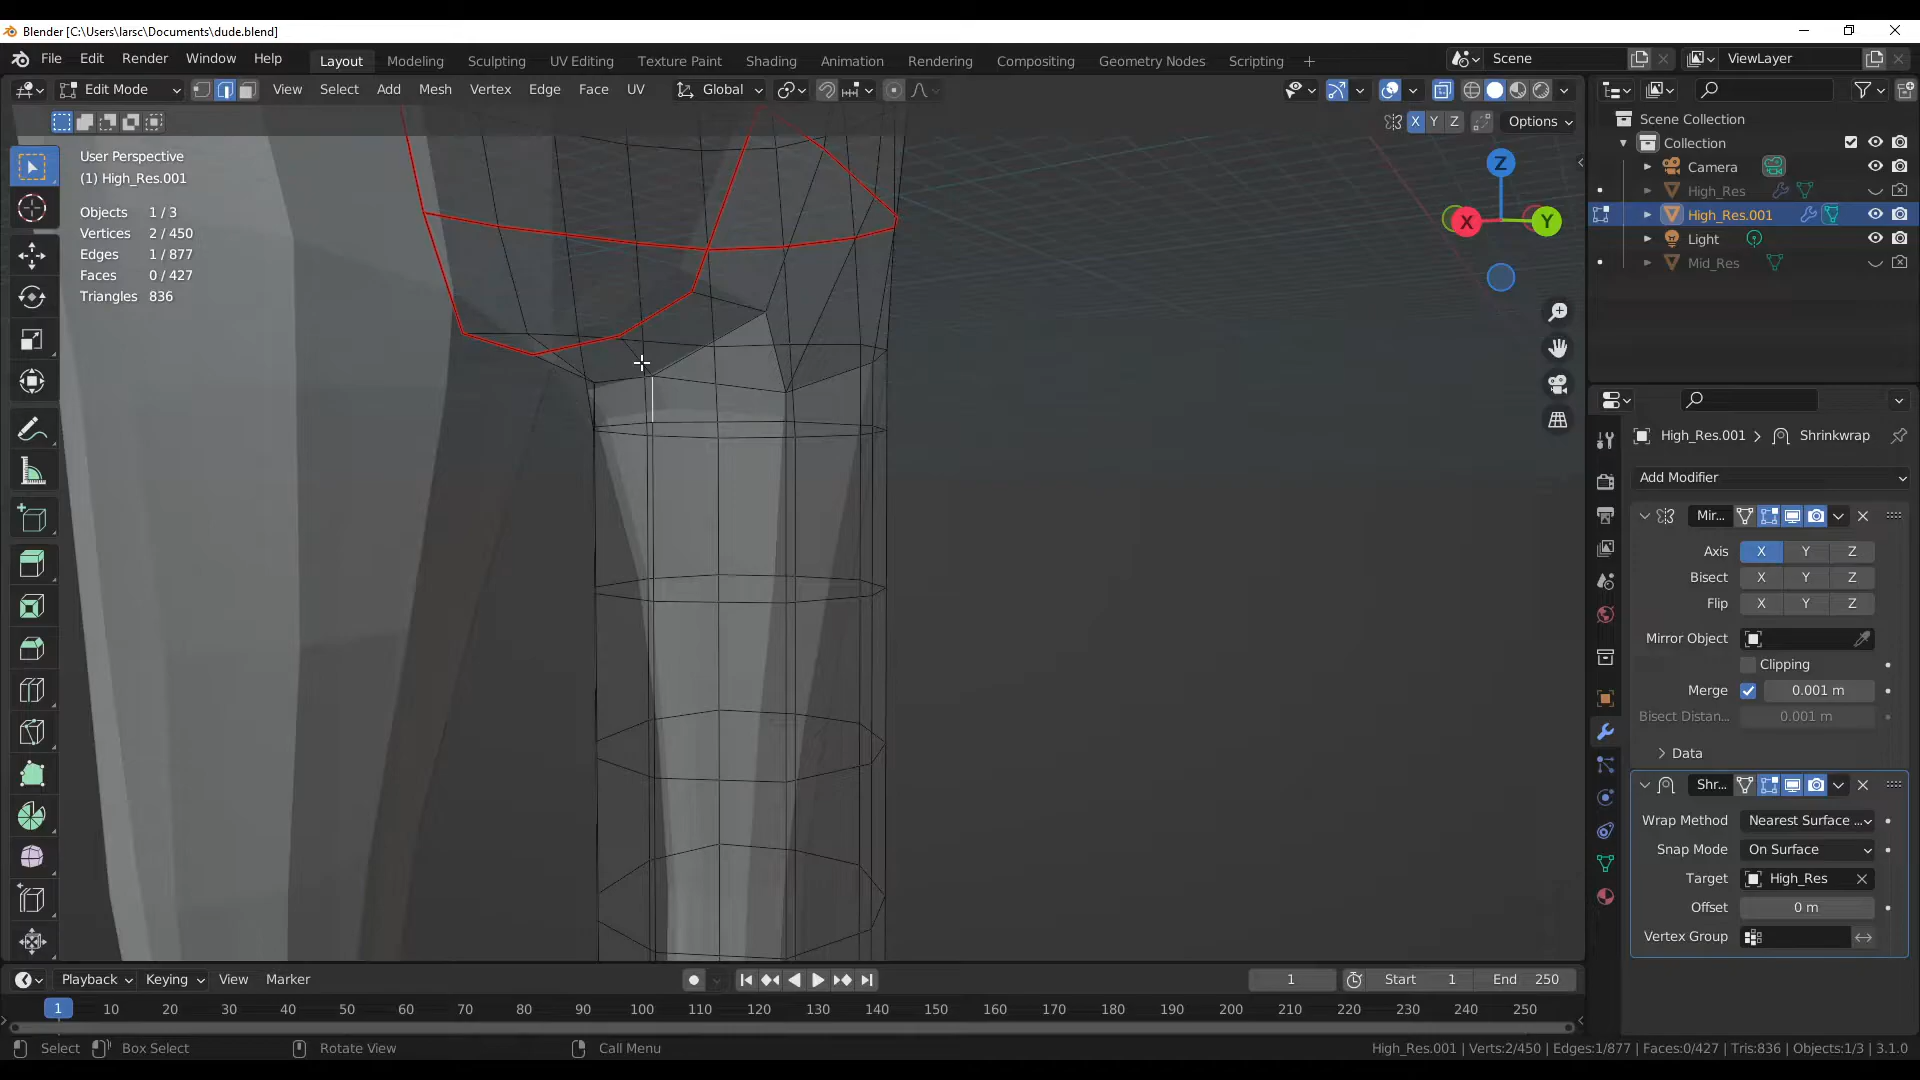 Blender [C:\Users\larsc\Documents\dude.blend]
File Edit Render Window Help Layout Modeling Sculpting UV Editing Texture Paint Shading Animation Rendering Compositing Geometry Nodes Scripting + Scene ViewLayer
Edit Mode View Select Add Mesh Vertex Edge Face UV Global
X Y Z Options
User Perspective
(1) High_Res.001
Objects 1 / 3
Vertices 2 / 450
Edges 1 / 877
Faces 0 / 427
Triangles 836
Z
X Y
Scene Collection
Collection
Camera
High_Res
High_Res.001
Light
Mid_Res
High_Res.001 > Shrinkwrap
Add Modifier
Mir...
Axis X Y Z
Bisect X Y Z
Flip X Y Z
Mirror Object
Clipping
Merge 0.001 m
Bisect Distan... 0.001 m
Data
Shr...
Wrap Method Nearest Surface ...
Snap Mode On Surface
Target High_Res
Offset 0 m
Vertex Group
Playback Keying View Marker 1 Start 1 End 250
1 10 20 30 40 50 60 70 80 90 100 110 120 130 140 150 160 170 180 190 200 210 220 230 240 250
Select Box Select Rotate View Call Menu High_Res.001 | Verts:2/450 | Edges:1/877 | Faces:0/427 | Tris:836 | Objects:1/3 | 3.1.0